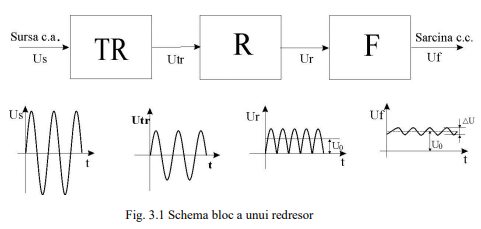 Sursa c.a.
Us
TR
Utr
R
Ur
F
Sarcina c.c.
Uf
Us
t
Utr
t
Ur
U₀
t
Uf
ΔU
U₀
t
Fig. 3.1 Schema bloc a unui redresor